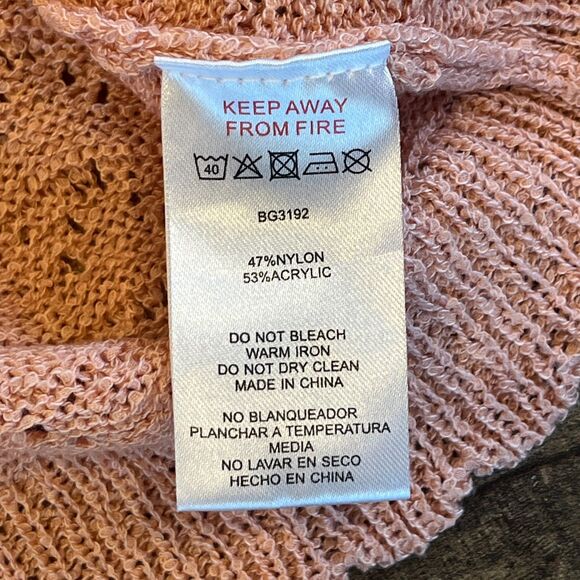 KEEP AWAY
FROM FIRE
40
BG3192
47%NYLON
53%ACRYLIC
DO NOT BLEACH
WARM IRON
DO NOT DRY CLEAN
MADE IN CHINA
NO BLANQUEADOR
PLANCHAR A TEMPERATURA
MEDIA
NO LAVAR EN SECO
HECHO EN CHINA